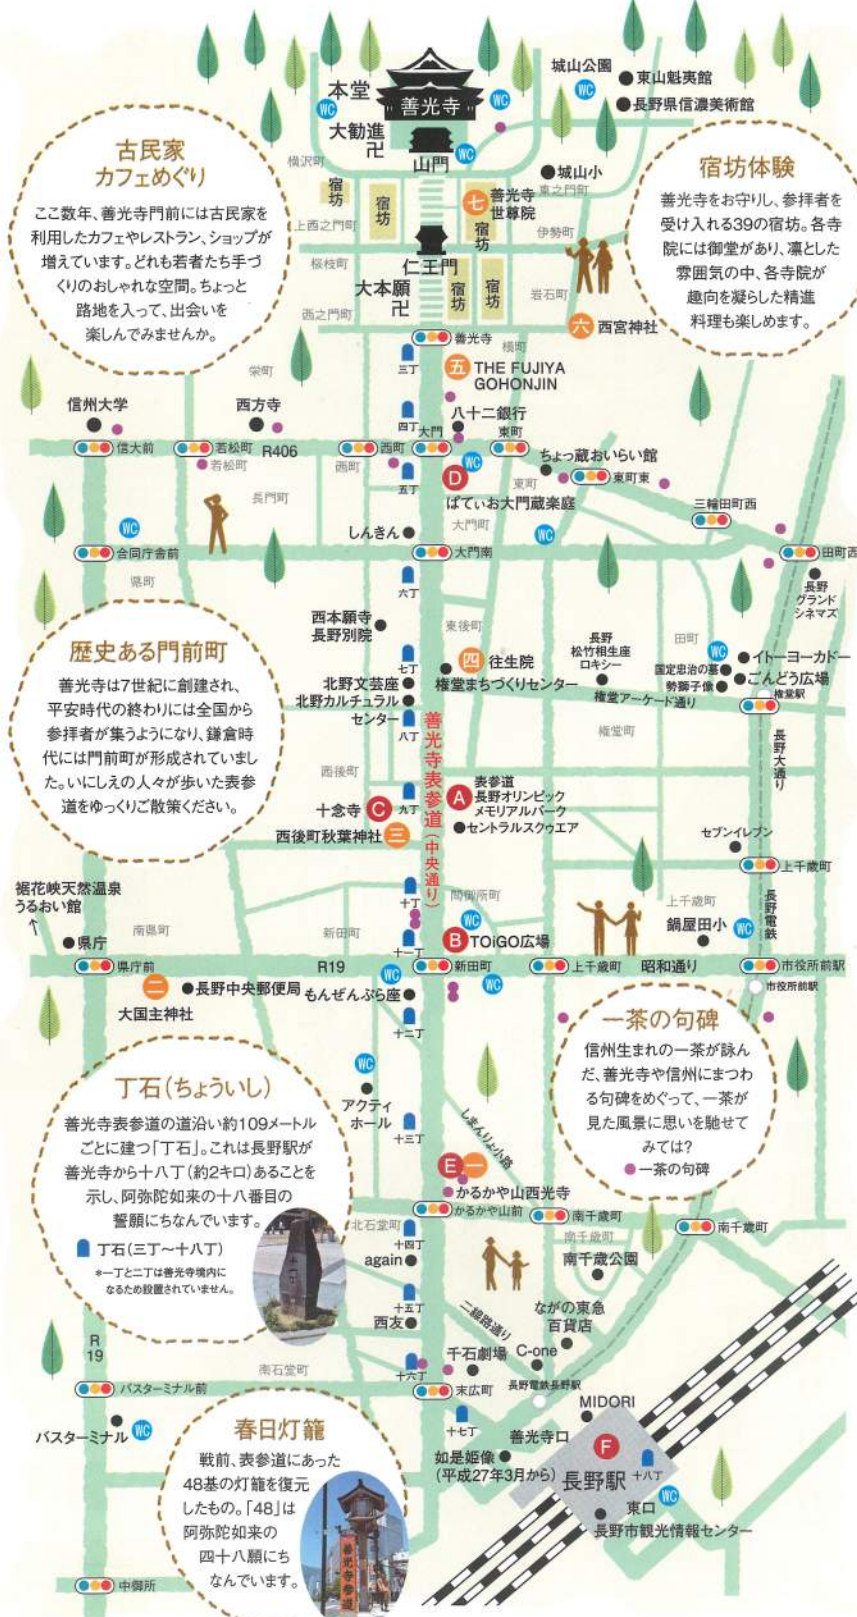 城山公園
東山魁夷館
長野県信濃美術館
本堂
WC
WC
WC
善光寺
大勧進
卍
山門
WC
横沢町
城山小
東之門町
古民家
カフェめぐり
ここ数年、善光寺門前には古民家を
利用したカフェやレストラン、ショップが
増えています。どれも若者たち手づ
くりのおしゃれな空間。ちょっと
路地を入って、出会いを
楽しんでみませんか。
宿坊体験
善光寺をお守りし、参拝者を
受け入れる39の宿坊。各寺
院には御堂があり、凛とした
雰囲気の中、各寺院が
趣向を凝らした精進
料理も楽しめます。
宿坊
宿坊
七
善光寺
世尊院
宿坊
上西之門町
伊勢町
桜枝町
仁王門
大本願
卍
宿坊
宿坊
岩石町
西之門町
六 西宮神社
善光寺
横町
三丁
五 THE FUJIYA
GOHONJIN
栄町
信州大学
西方寺
四丁
八十二銀行
大門
東町
信大前
若松町
R406
西町
若松町
西町
WC
ちょっ蔵おいらい館
東町東
長門町
五丁
D
東町
ぱてぃお大門蔵楽庭
三輪田町西
大門町
WC
しんきん
WC
合同庁舎前
大門南
田町西
県町
六丁
長野
グランド
シネマズ
西本願寺
長野別院
東後町
田町
歴史ある門前町
善光寺は7世紀に創建され、
平安時代の終わりには全国から
参拝者が集うようになり、鎌倉時
代には門前町が形成されていまし
た。いにしえの人々が歩いた表参
道をゆっくりご散策ください。
七丁
四 往生院
権堂まちづくりセンター
長野
松竹相生座
ロキシー
WC
イトーヨーカドー
国定忠治の墓
ごんどう広場
勢獅子像
権堂駅
権堂アーケード通り
北野文芸座
北野カルチュラル
センター
八丁
権堂町
善光寺表参道(中央通り)
長野大通り
西後町
九丁
A
表参道
長野オリンピック
メモリアルパーク
セントラルスクゥエア
十念寺 C
西後町秋葉神社 三
セブンイレブン
上千歳町
裾花峡天然温泉
うるおい館
十丁
間御所町
上千歳町
長野電鉄
南県町
新田町
WC
鍋屋田小
WC
県庁
十一丁
B TOiGO広場
県庁前
R19
新田町
上千歳町
昭和通り
市役所前駅
二
大国主神社
長野中央郵便局
WC
もんぜんぷら座
WC
市役所前駅
十二丁
一茶の句碑
信州生まれの一茶が詠ん
だ、善光寺や信州にまつわ
る句碑をめぐって、一茶が
見た風景に思いを馳せて
みては?
一茶の句碑
丁石(ちょういし)
善光寺表参道の道沿い約109メートル
ごとに建つ「丁石」。これは長野駅が
善光寺から十八丁(約2キロ)あることを
示し、阿弥陀如来の十八番目の
誓願にちなんでいます。
丁石(三丁〜十八丁)
*一丁と二丁は善光寺境内に
なるため設置されていません。
WC
アクティ
ホール
十三丁
しまんりょ小路
E 一
かるかや山西光寺
かるかや山前
南千歳町
南千歳町
北石堂町
南千歳町
十四丁
again
南千歳公園
十五丁
西友
二線路通り
ながの東急
百貨店
R
19
千石劇場
C-one
南石堂町
十六丁
長野電鉄長野駅
バスターミナル前
末広町
MIDORI
バスターミナル
WC
十七丁
善光寺口
F
如是姫像
(平成27年3月から)
長野駅
十八丁
東口
WC
長野市観光情報センター
春日灯籠
戦前、表参道にあった
48基の灯籠を復元
したもの。「48」は
阿弥陀如来の
四十八願にち
なんでいます。
善光寺参道
中御所